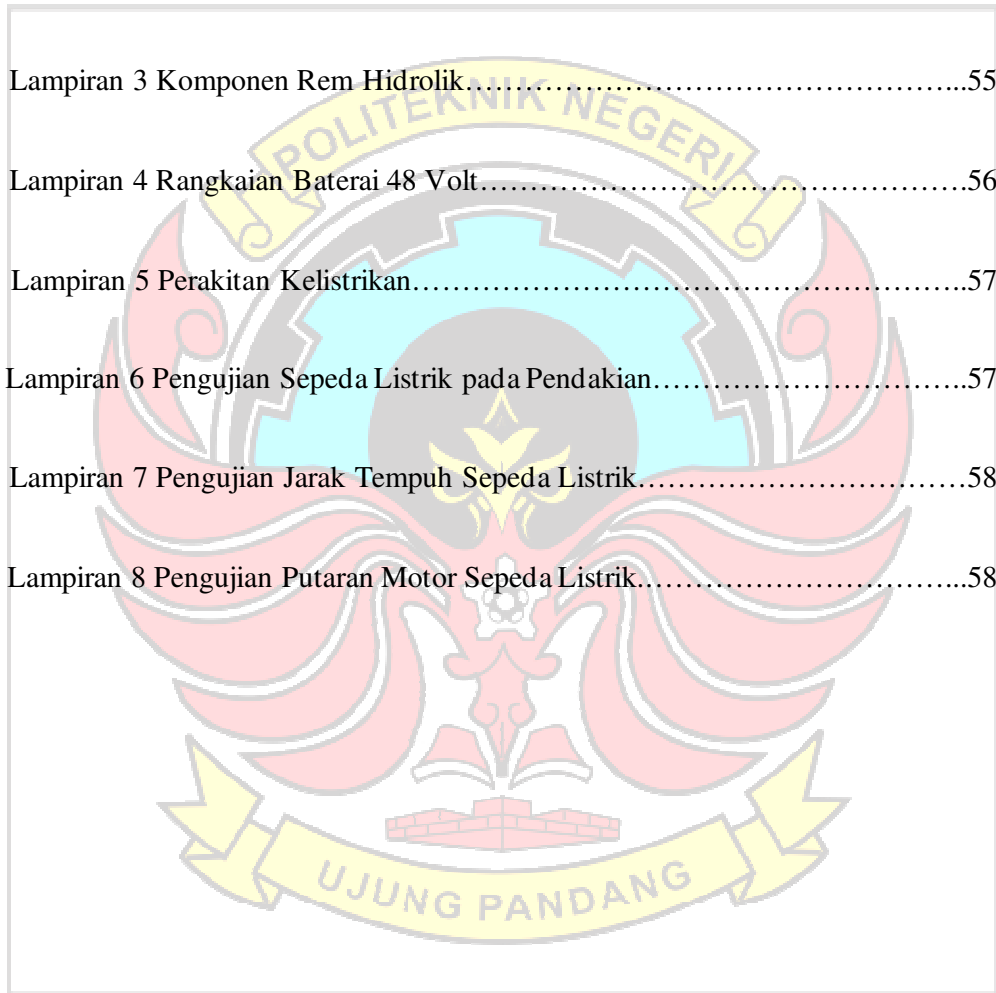 Lampiran 3 Komponen Rem Hidrolik…………………………………………...55
POLITEKNIK NEGERI
Lampiran 4 Rangkaian Baterai 48 Volt………………………………………….56
Lampiran 5 Perakitan Kelistrikan………………………………………………..57
Lampiran 6 Pengujian Sepeda Listrik pada Pendakian…………………………..57
Lampiran 7 Pengujian Jarak Tempuh Sepeda Listrik……………………………58
Lampiran 8 Pengujian Putaran Motor Sepeda Listrik…………………………...58
UJUNG PANDANG